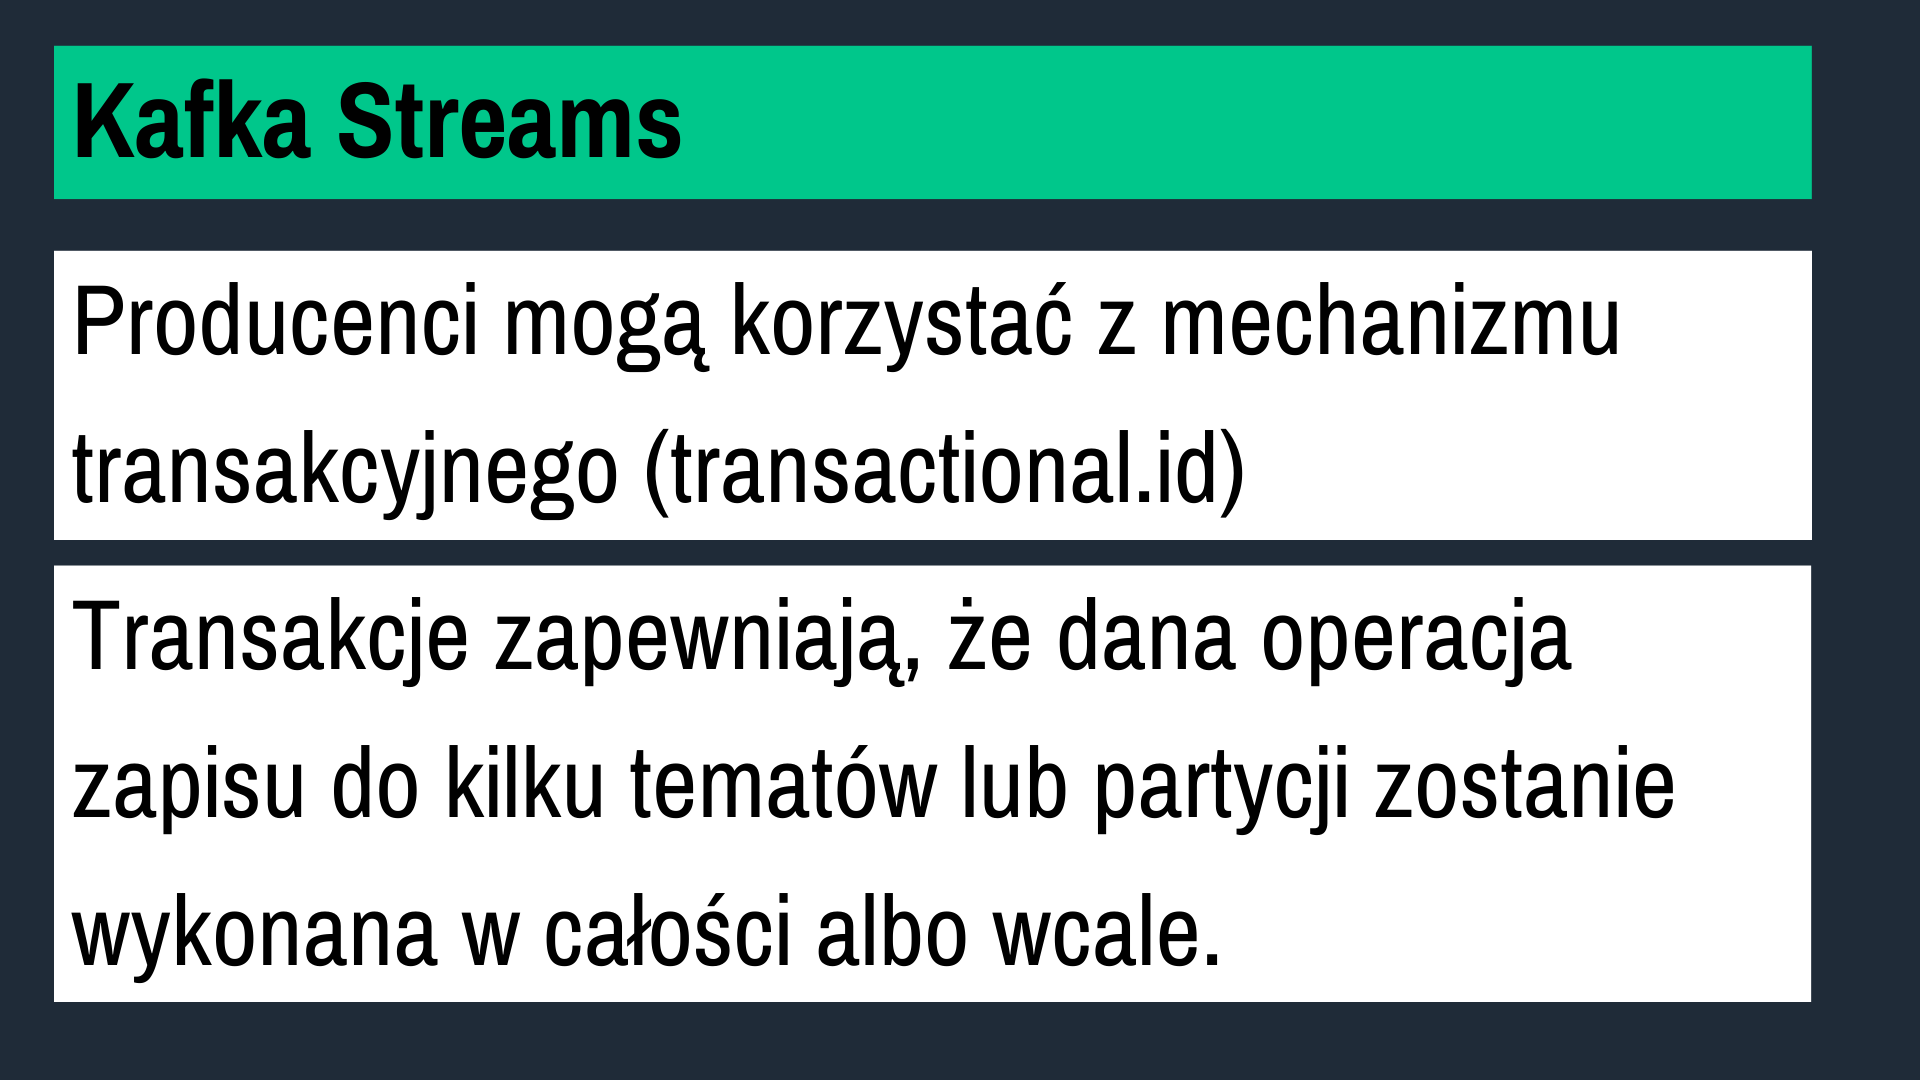 Kafka Streams
Producenci mogą korzystać z mechanizmu
transakcyjnego (transactional.id)
Transakcje zapewniają, że dana operacja
zapisu do kilku tematów lub partycji zostanie
wykonana w całości albo wcale.